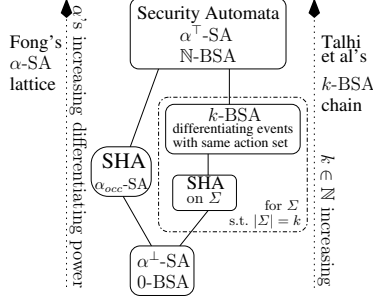 Security Automata
α⊤-SA
ℕ-BSA
Fong's
α-SA
lattice
α's increasing differentiating power
Talhi
et al's
k-BSA
chain
k ∈ ℕ increasing
k-BSA
differentiating events
with same action set
SHA
αocc-SA
SHA
on Σ
for Σ
s.t. |Σ| = k
α⊥-SA
0-BSA